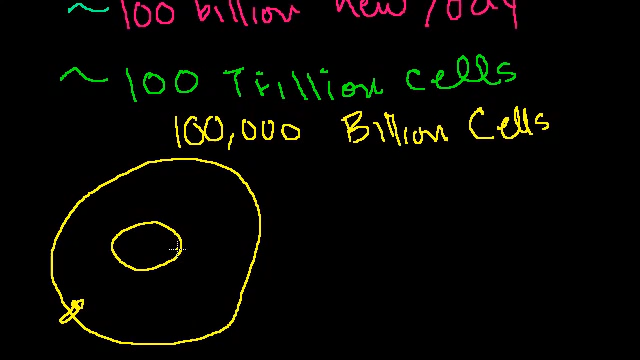 ~ 100 billion new / day
~ 100 Trillion cells
100,000 Billion Cells